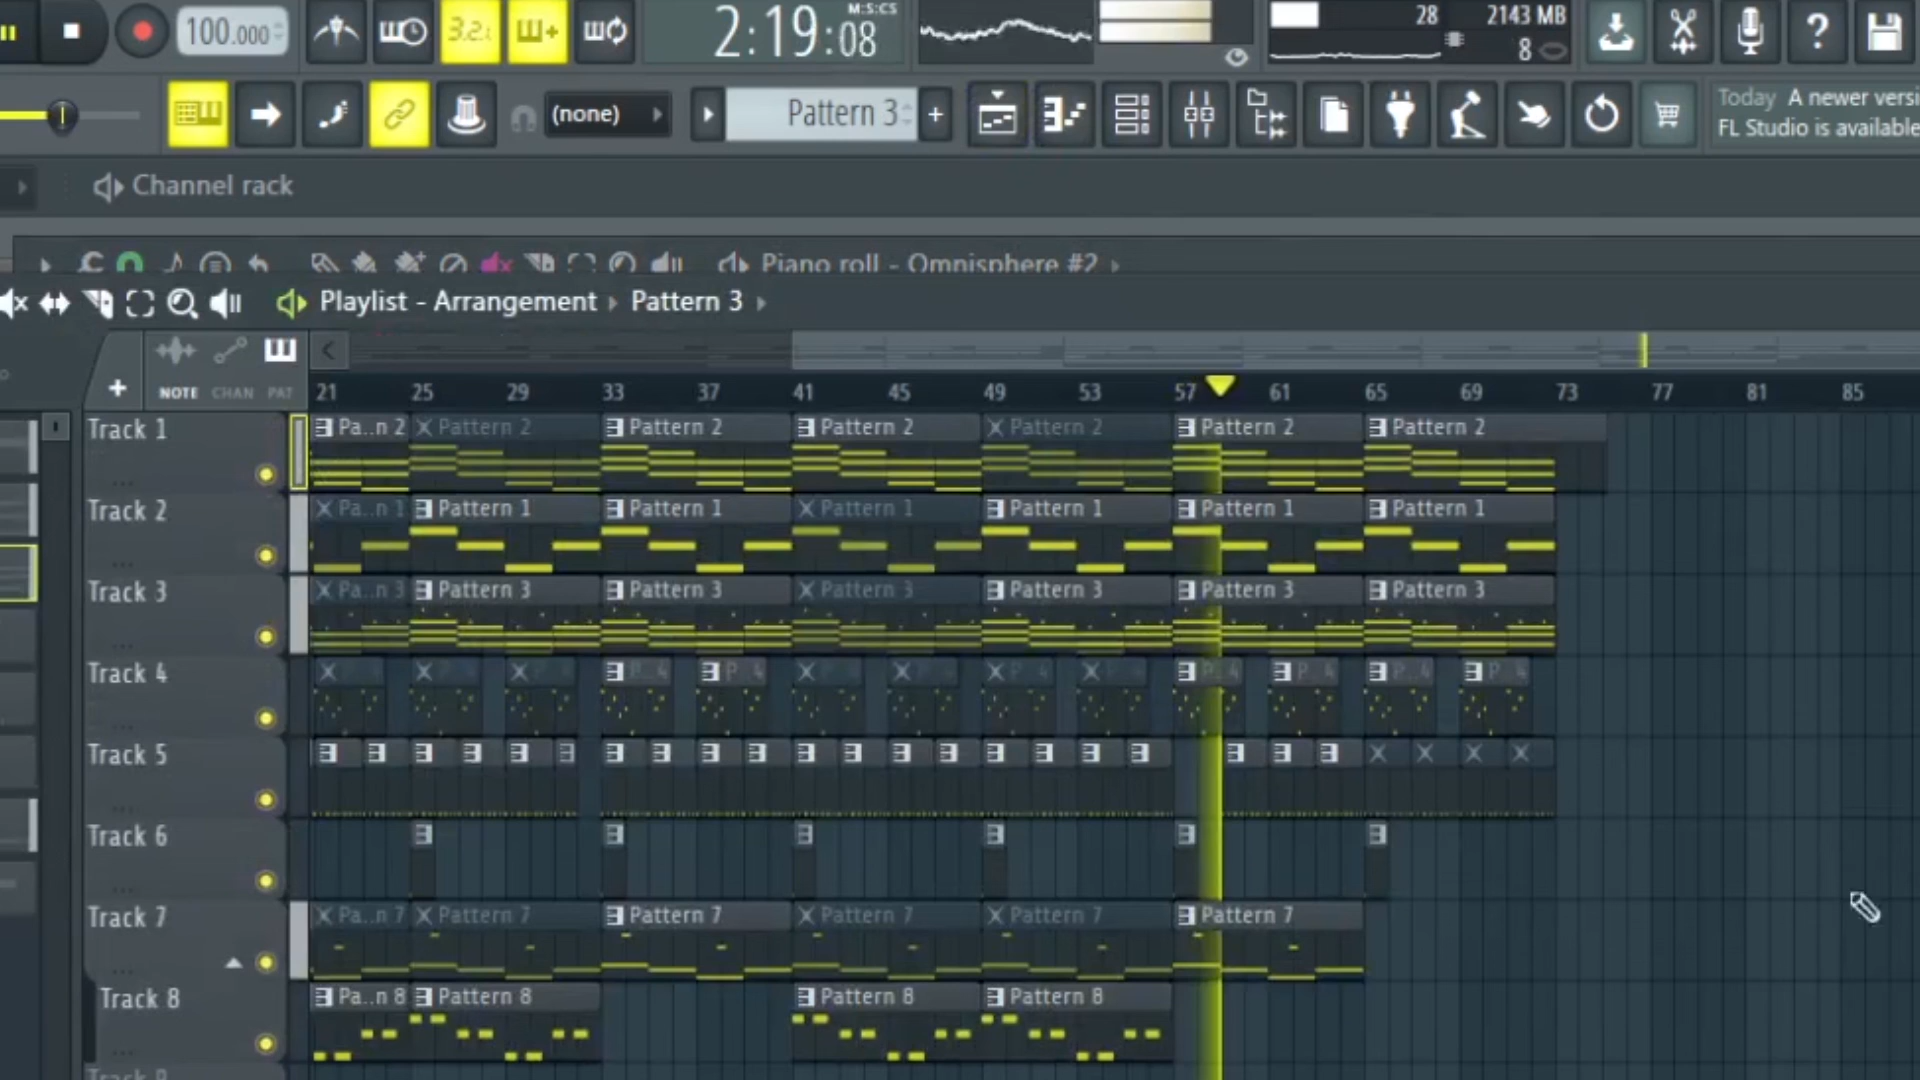 100.000
3.2.
2:19:08
M:S:CS
28
2143 MB
8
(none)
Pattern 3
+
Today A newer versi
FL Studio is available
Channel rack
Piano roll - Omnisphere #2
Playlist - Arrangement Pattern 3
NOTE CHAN PAT
21 25 29 33 37 41 45 49 53 57 61 65 69 73 77 81 85
Track 1
Pa..n 2 Pattern 2 Pattern 2 Pattern 2 Pattern 2 Pattern 2 Pattern 2
Track 2
Pa..n 1 Pattern 1 Pattern 1 Pattern 1 Pattern 1 Pattern 1 Pattern 1
Track 3
Pa..n 3 Pattern 3 Pattern 3 Pattern 3 Pattern 3 Pattern 3 Pattern 3
Track 4
P..4 P..4 P..4 P..4 P..4 P..4
Track 5
Track 6
Track 7
Pa..n 7 Pattern 7 Pattern 7 Pattern 7 Pattern 7 Pattern 7
Track 8
Pa..n 8 Pattern 8 Pattern 8 Pattern 8